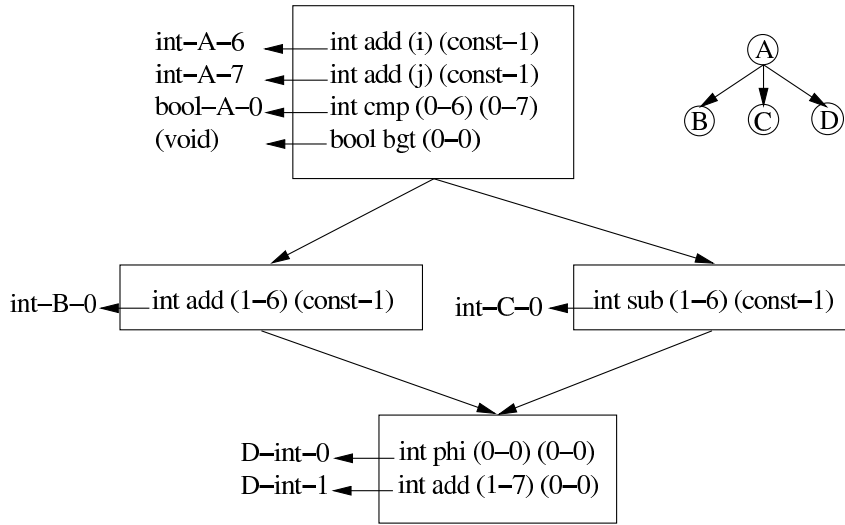 int–A–6 int add (i) (const–1)
int–A–7 int add (j) (const–1)
bool–A–0 int cmp (0–6) (0–7)
(void) bool bgt (0–0)
A
B C D
int–B–0 int add (1–6) (const–1)
int–C–0 int sub (1–6) (const–1)
D–int–0 int phi (0–0) (0–0)
D–int–1 int add (1–7) (0–0)